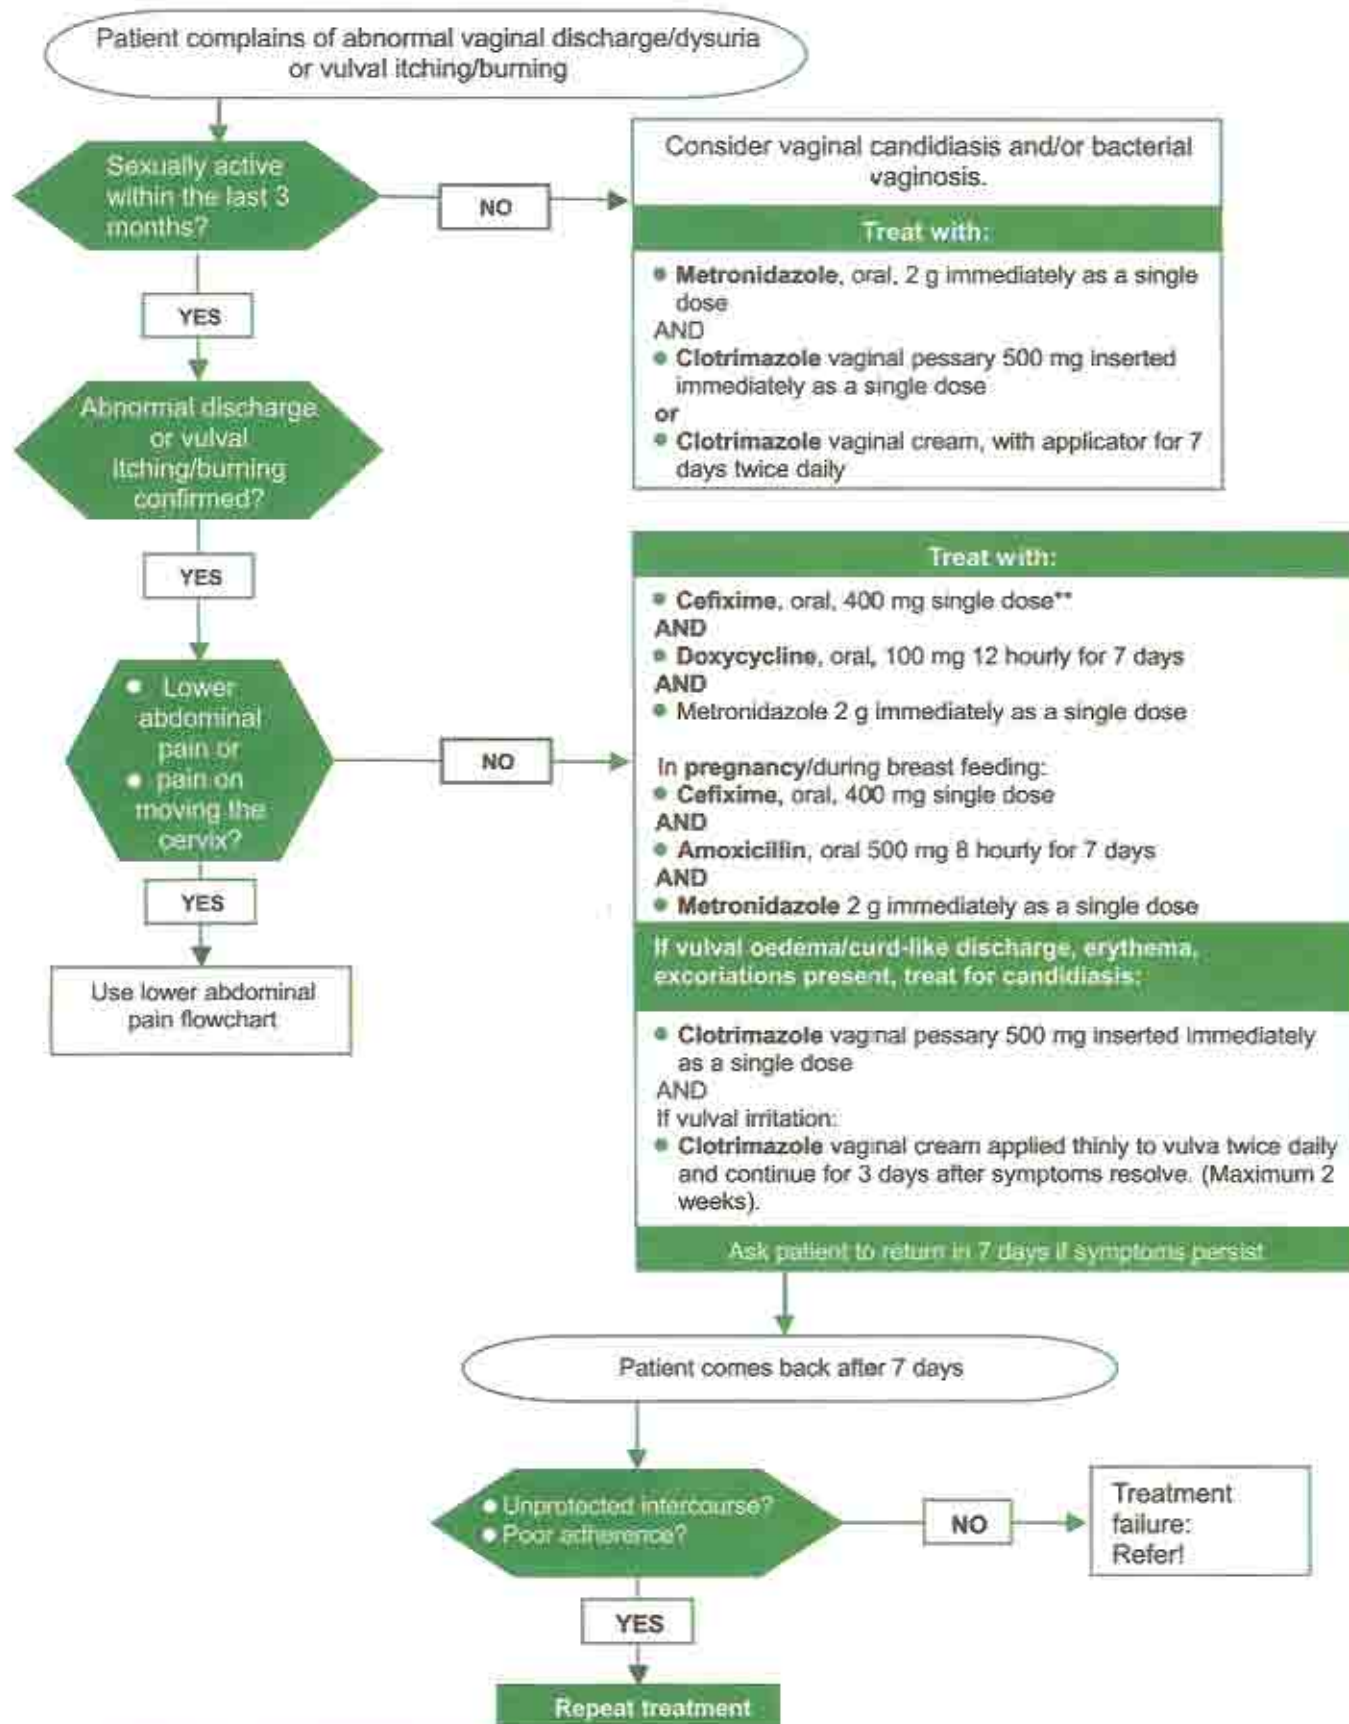 Patient complains of abnormal vaginal discharge/dysuria
or vulval itching/burning
Sexually active
within the last 3
months?
NO
Consider vaginal candidiasis and/or bacterial
vaginosis.
Treat with:
• Metronidazole, oral, 2 g immediately as a single
dose
AND
• Clotrimazole vaginal pessary 500 mg inserted
immediately as a single dose
or
• Clotrimazole vaginal cream, with applicator for 7
days twice daily
YES
Abnormal discharge
or vulval
Itching/burning
confirmed?
YES
• Lower
abdominal
pain or
• pain on
moving the
cervix?
NO
Treat with:
• Cefixime, oral, 400 mg single dose**
AND
• Doxycycline, oral, 100 mg 12 hourly for 7 days
AND
• Metronidazole 2 g immediately as a single dose
In pregnancy/during breast feeding:
• Cefixime, oral, 400 mg single dose
AND
• Amoxicillin, oral 500 mg 8 hourly for 7 days
AND
• Metronidazole 2 g immediately as a single dose
If vulval oedema/curd-like discharge, erythema,
excoriations present, treat for candidiasis:
• Clotrimazole vaginal pessary 500 mg inserted immediately
as a single dose
AND
If vulval irritation:
• Clotrimazole vaginal cream applied thinly to vulva twice daily
and continue for 3 days after symptoms resolve. (Maximum 2
weeks).
Ask patient to return in 7 days if symptoms persist
YES
Use lower abdominal
pain flowchart
Patient comes back after 7 days
• Unprotected intercourse?
• Poor adherence?
NO
Treatment
failure:
Refer!
YES
Repeat treatment